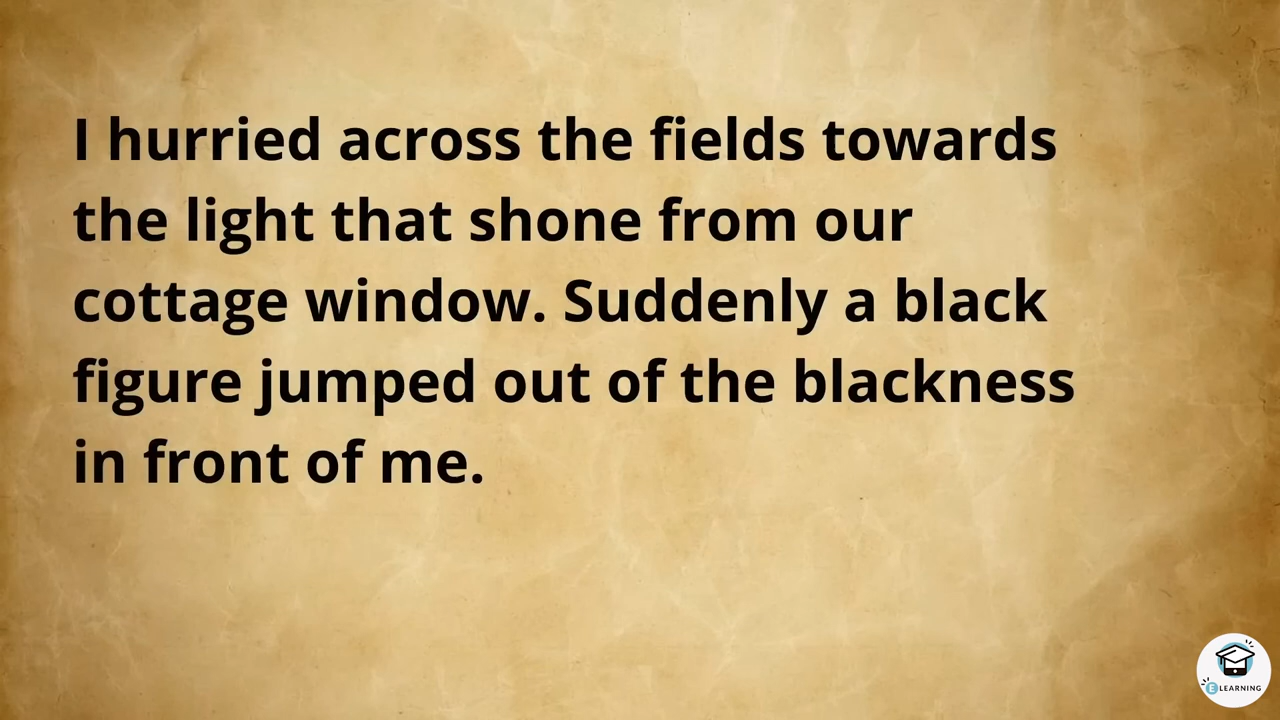 I hurried across the fields towards
the light that shone from our
cottage window. Suddenly a black
figure jumped out of the blackness
in front of me.
E LEARNING